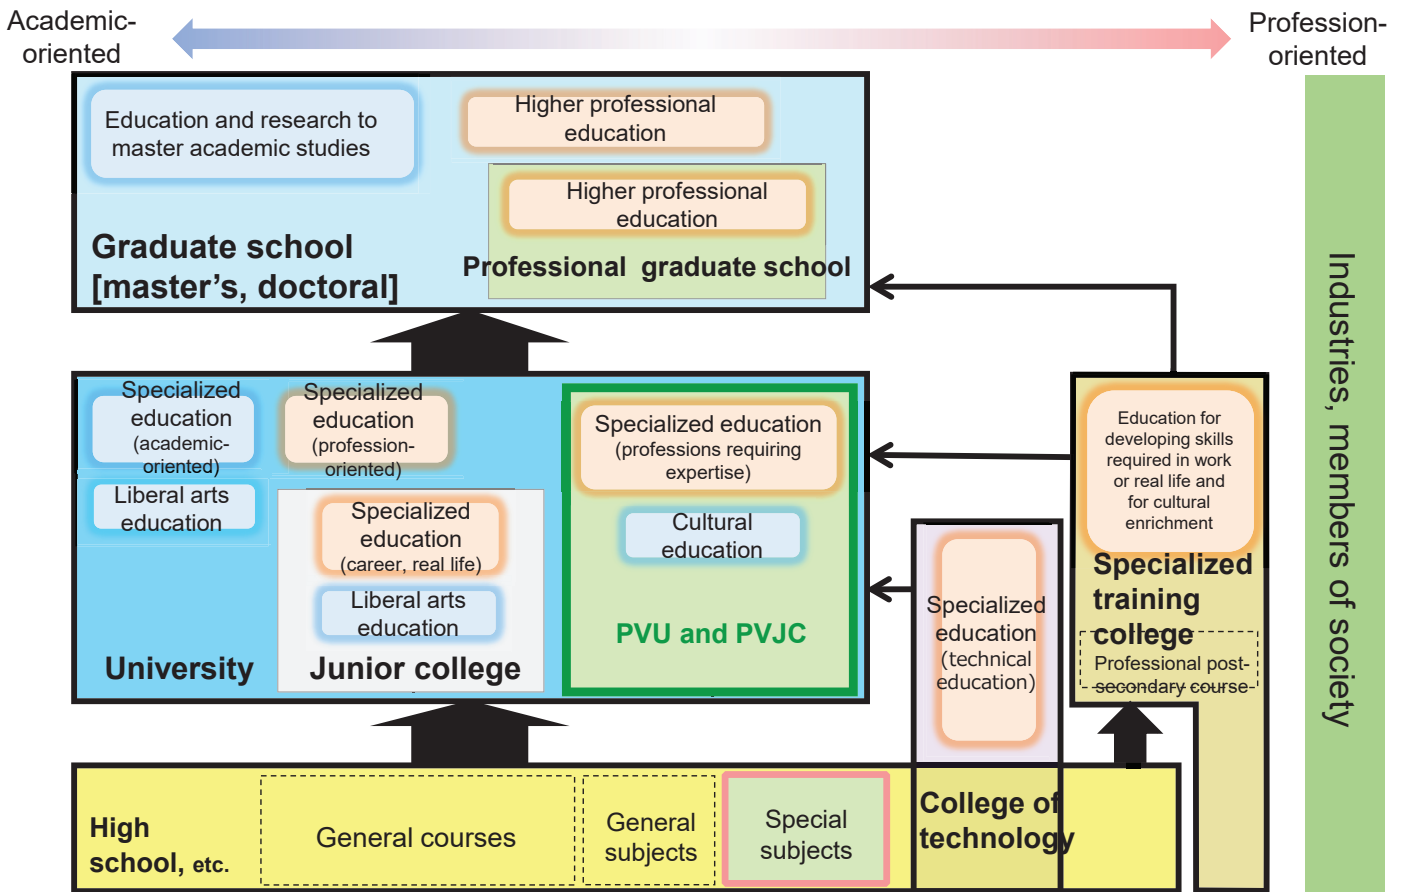 Academic-
oriented
Profession-
oriented
Education and research to
master academic studies
Higher professional
education
Higher professional
education
Graduate school
[master's, doctoral]
Professional graduate school
Specialized
education
(academic-
oriented)
Liberal arts
education
Specialized
education
(profession-
oriented)
Specialized
education
(career, real life)
Liberal arts
education
University
Junior college
Specialized education
(professions requiring
expertise)
Cultural
education
PVU and PVJC
Specialized
education
(technical
education)
Education for
developing skills
required in work
or real life and
for cultural
enrichment
Specialized
training
college
Professional post-
secondary course
High
school, etc.
General courses
General
subjects
Special
subjects
College of
technology
Industries, members of society